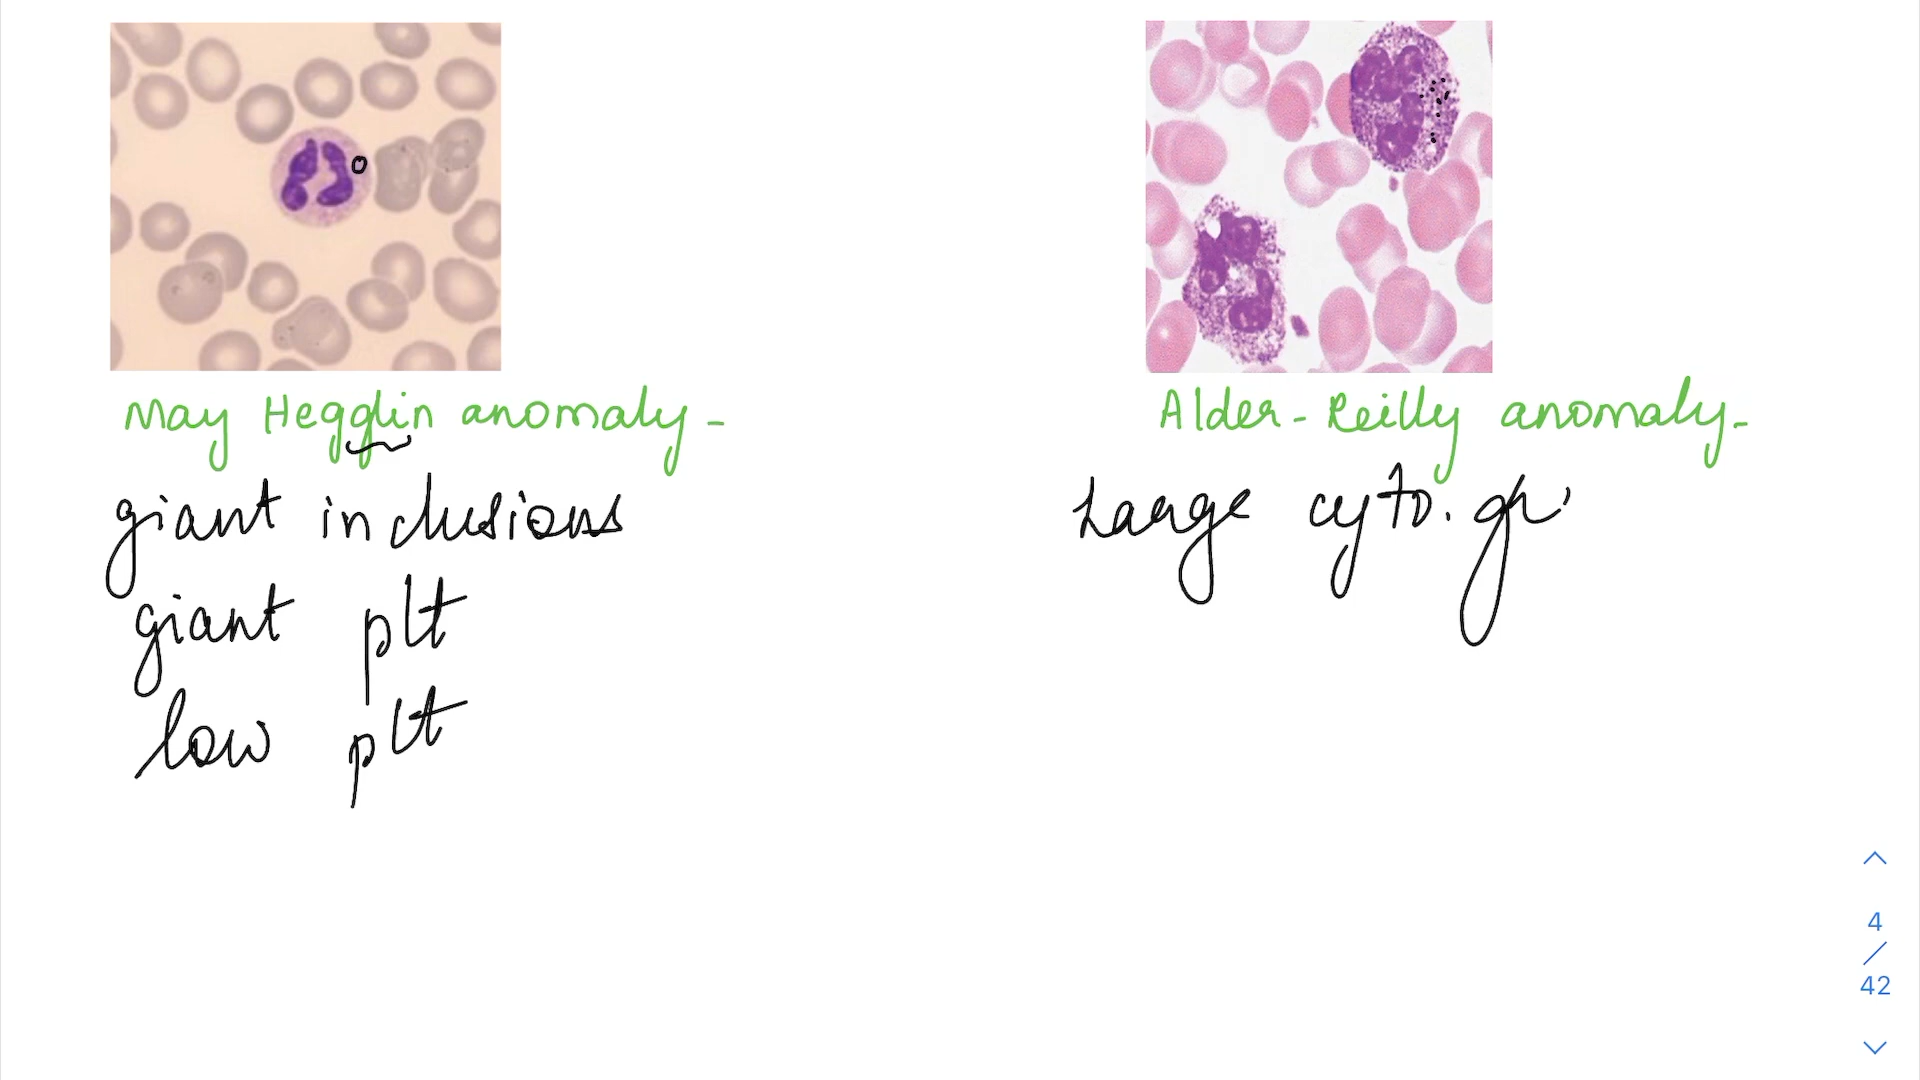 May Hegglin anomaly -
giant inclusions
giant plt
low plt
Alder-Reilly anomaly-
Large cyto. gr
4
/
42